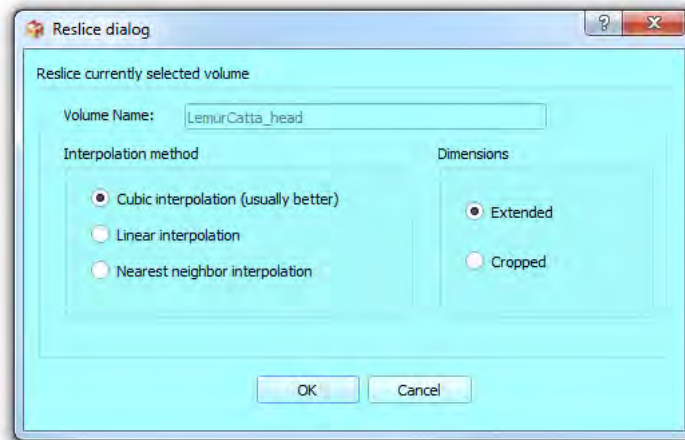 Reslice dialog
?
Reslice currently selected volume
Volume Name: LemurCatta_head
Interpolation method
Dimensions
Cubic interpolation (usually better)
Linear interpolation
Nearest neighbor interpolation
Extended
Cropped
OK Cancel